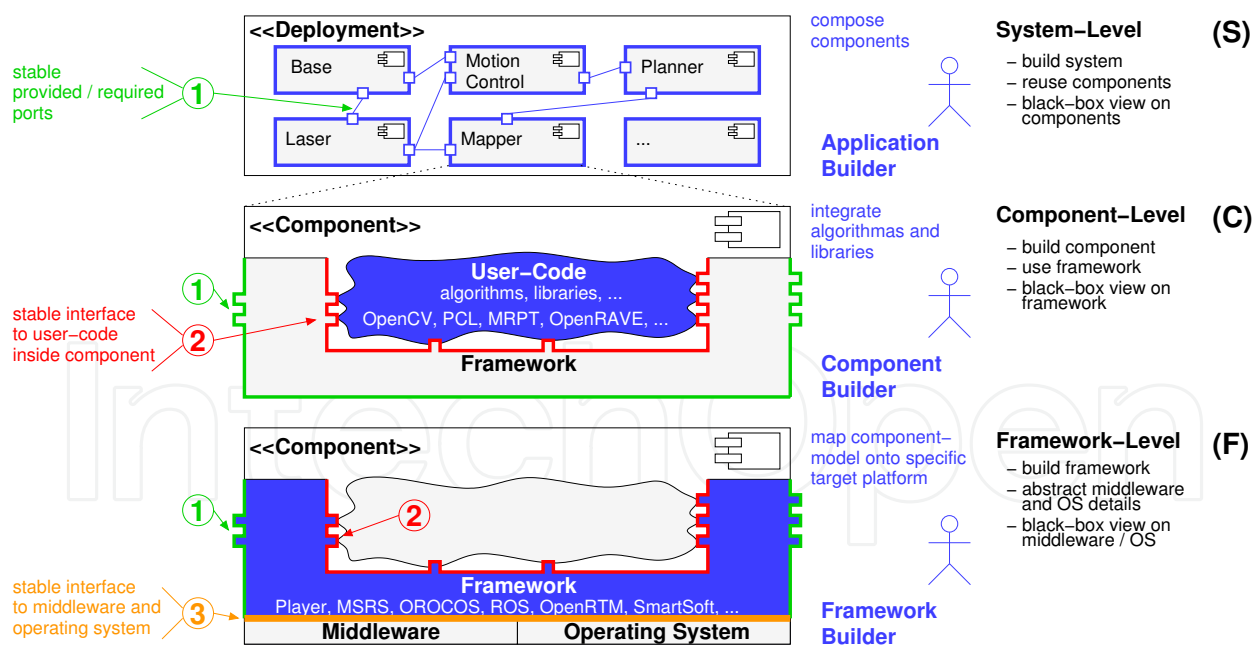 <<Deployment>>
Base
Motion
Control
Planner
Laser
Mapper
...
stable
provided / required
ports
1
compose
components
Application
Builder
System−Level
(S)
− build system
− reuse components
− black−box view on
components
<<Component>>
User−Code
algorithms, libraries, ...
OpenCV, PCL, MRPT, OpenRAVE, ...
Framework
1
stable interface
to user−code
inside component
2
integrate
algorithmas and
libraries
Component
Builder
Component−Level
(C)
− build component
− use framework
− black−box view on
framework
<<Component>>
1
2
Framework
Player, MSRS, OROCOS, ROS, OpenRTM, SmartSoft, ...
Middleware
Operating System
stable interface
to middleware and
operating system
3
map component−
model onto specific
target platform
Framework
Builder
Framework−Level
(F)
− build framework
− abstract middleware
and OS details
− black−box view on
middleware / OS
IntechOpen